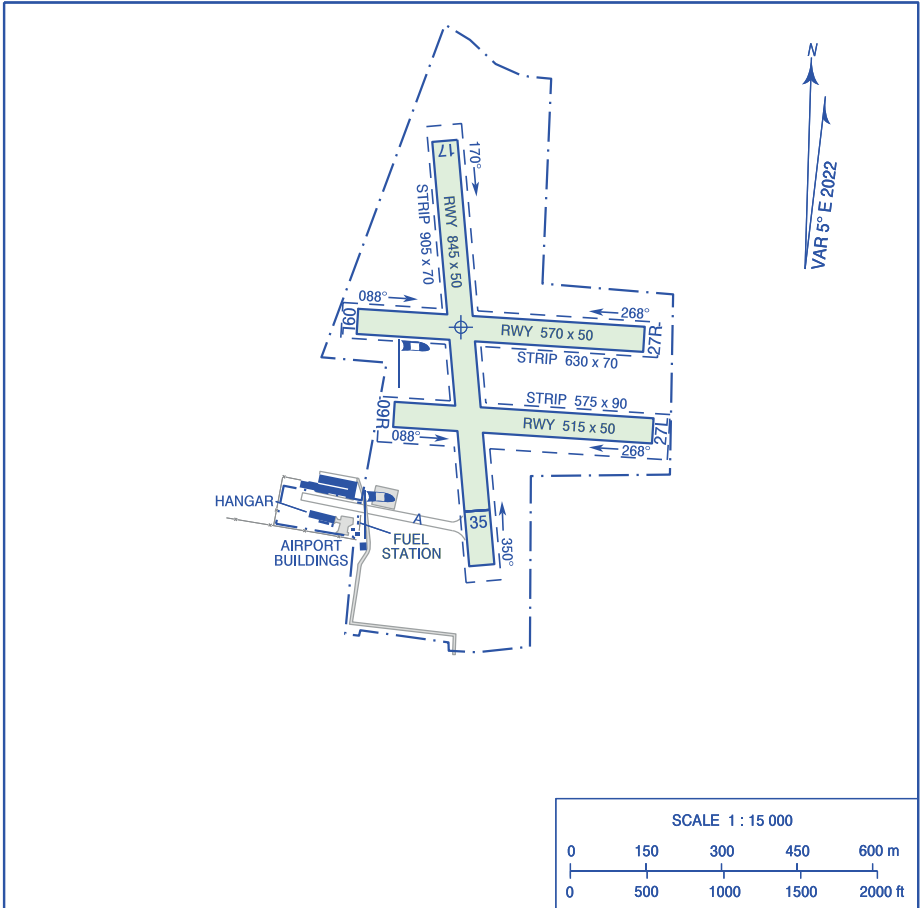 N
VAR 5° E 2022
17
170°
STRIP 905 x 70
RWY 845 x 50
088°
09L
268°
RWY 570 x 50
27R
STRIP 630 x 70
STRIP 575 x 90
09R
RWY 515 x 50
27L
088°
268°
HANGAR
A
35
350°
FUEL
STATION
AIRPORT
BUILDINGS
SCALE 1 : 15 000
0 150 300 450 600 m
0 500 1000 1500 2000 ft